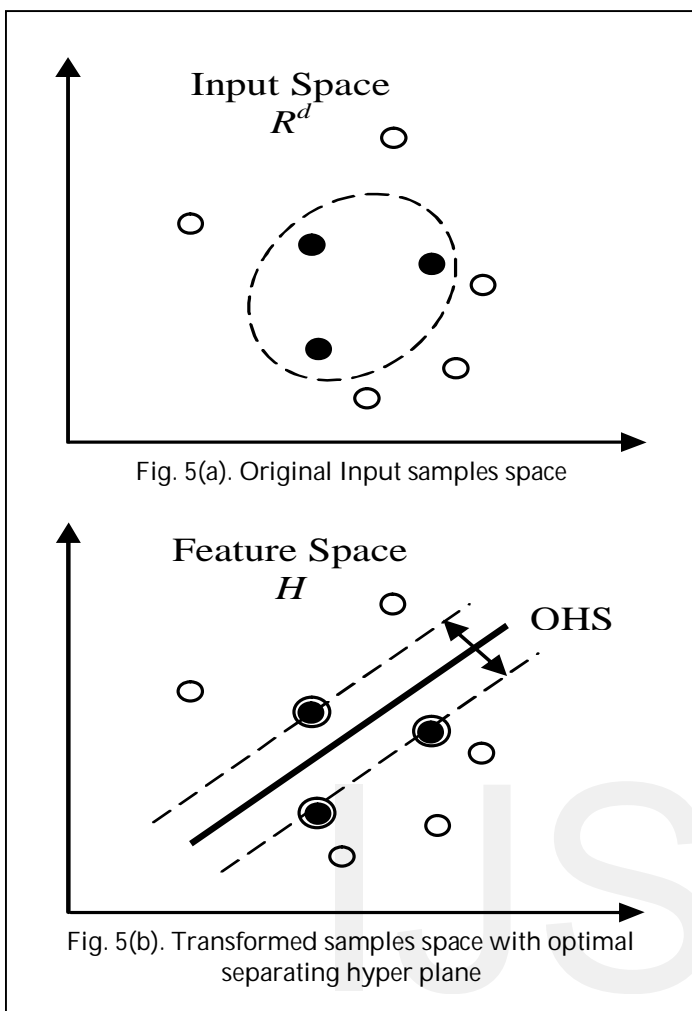 Input Space
R^d
Fig. 5(a). Original Input samples space
Feature Space
H
OHS
IJS
Fig. 5(b). Transformed samples space with optimal
separating hyper plane